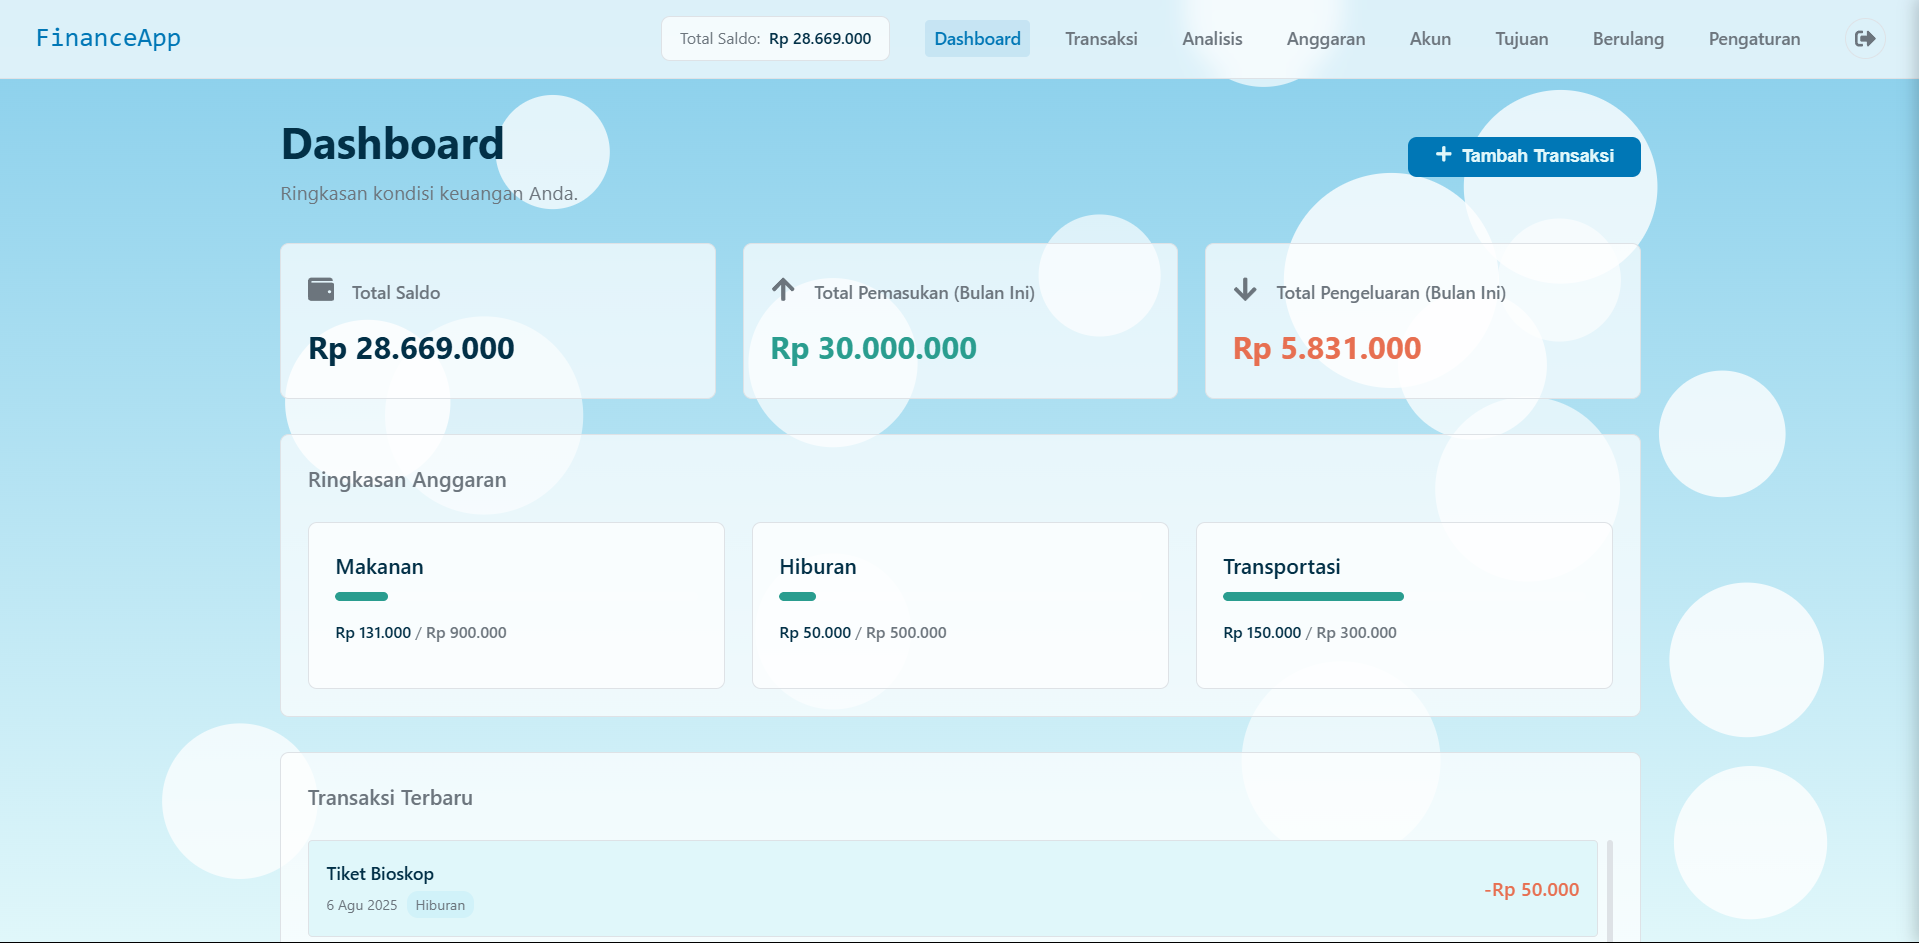 FinanceApp
Total Saldo: Rp 28.669.000
Dashboard
Transaksi
Analisis
Anggaran
Akun
Tujuan
Berulang
Pengaturan
Dashboard
Ringkasan kondisi keuangan Anda.
+ Tambah Transaksi
Total Saldo
Rp 28.669.000
Total Pemasukan (Bulan Ini)
Rp 30.000.000
Total Pengeluaran (Bulan Ini)
Rp 5.831.000
Ringkasan Anggaran
Makanan
Rp 131.000 / Rp 900.000
Hiburan
Rp 50.000 / Rp 500.000
Transportasi
Rp 150.000 / Rp 300.000
Transaksi Terbaru
Tiket Bioskop
6 Agu 2025 Hiburan
-Rp 50.000